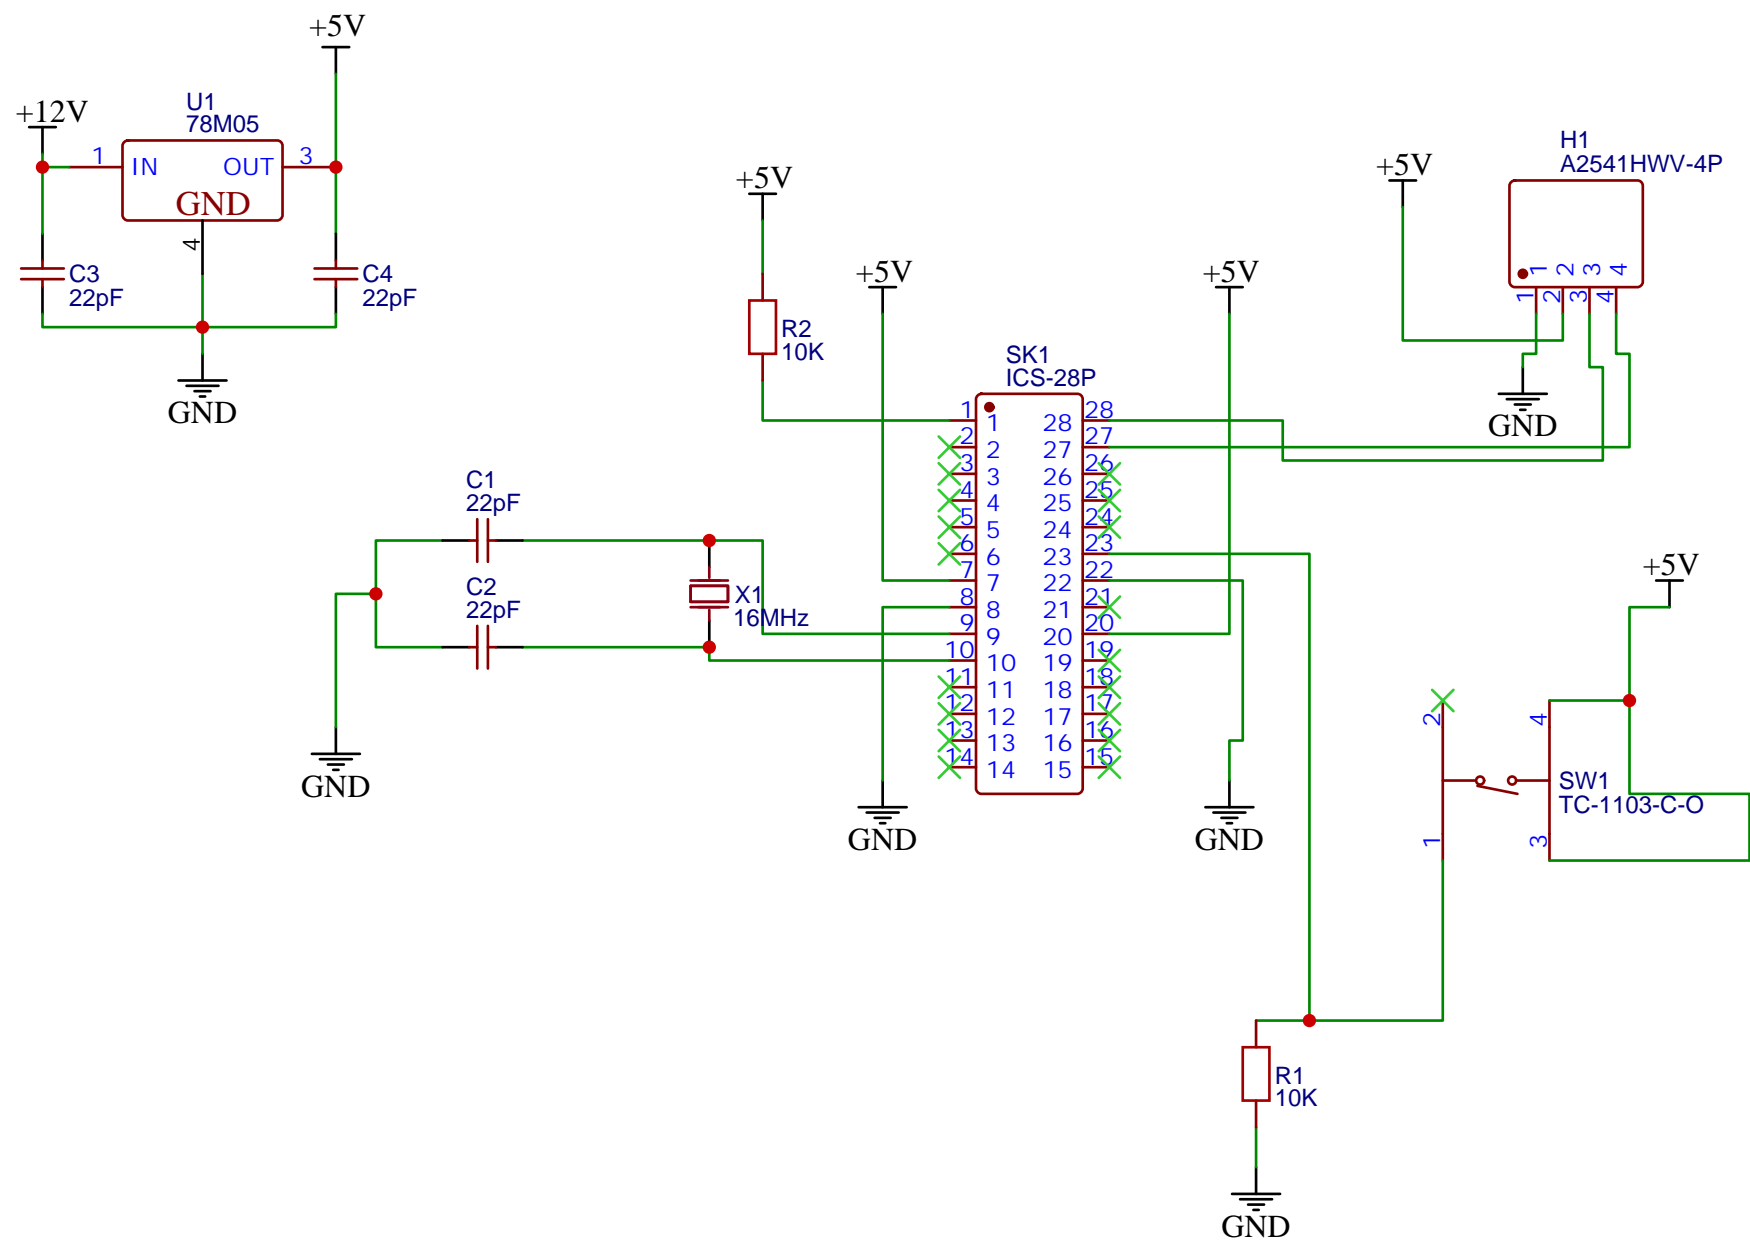 +5V
+12V
U1
78M05
1
IN
OUT
3
GND
4
C3
22pF
C4
22pF
GND
+5V
R2
10K
+5V
+5V
+5V
H1
A2541HWV-4P
1
2
3
4
1
2
3
4
GND
SK1
ICS-28P
1
1
28
28
2
2
27
27
3
3
26
26
4
4
25
25
5
5
24
24
6
6
23
23
7
7
22
22
8
8
21
21
9
9
20
20
10
10
19
19
11
11
18
18
12
12
17
17
13
13
16
16
14
14
15
15
C1
22pF
C2
22pF
X1
16MHz
GND
GND
GND
+5V
2
4
1
3
SW1
TC-1103-C-O
R1
10K
GND